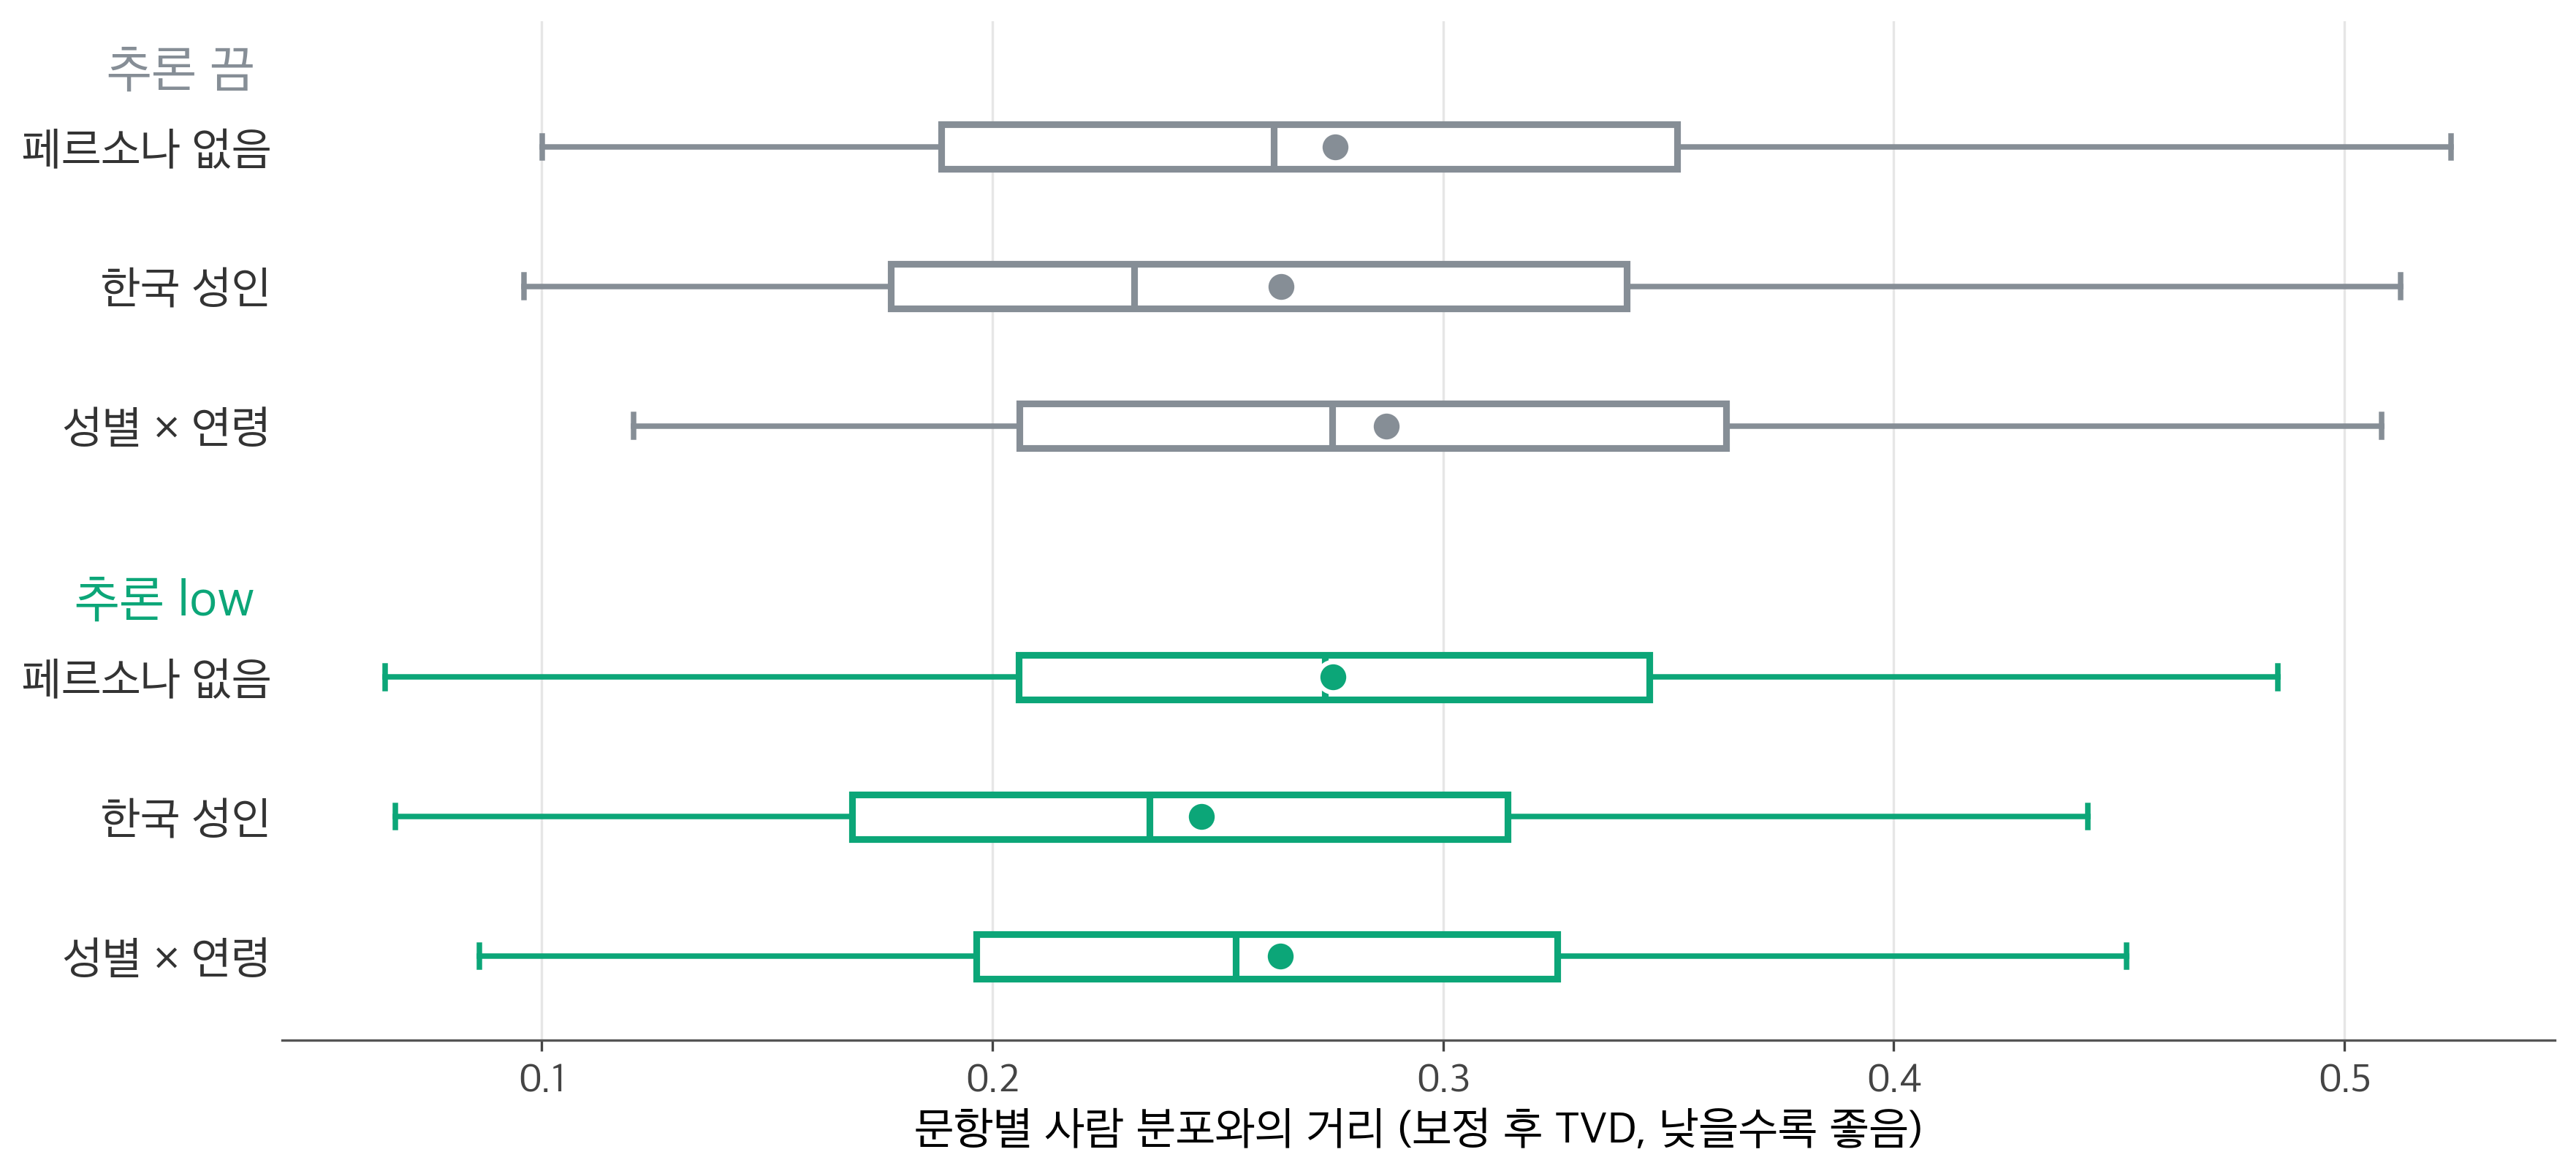 추론 끔
페르소나 없음
한국 성인
성별 × 연령
추론 low
페르소나 없음
한국 성인
성별 × 연령
0.1 0.2 0.3 0.4 0.5
문항별 사람 분포와의 거리 (보정 후 TVD, 낮을수록 좋음)